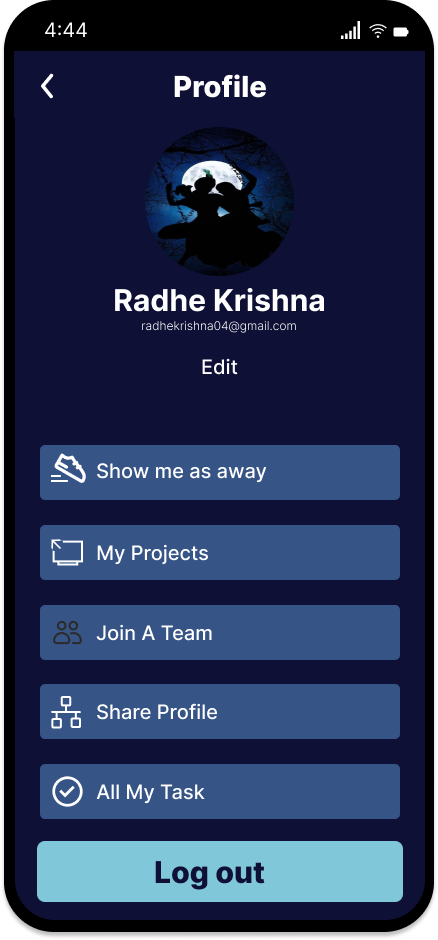 4:44
Profile
Radhe Krishna
radhekrishna04@gmail.com
Edit
Show me as away
My Projects
Join A Team
Share Profile
All My Task
Log out